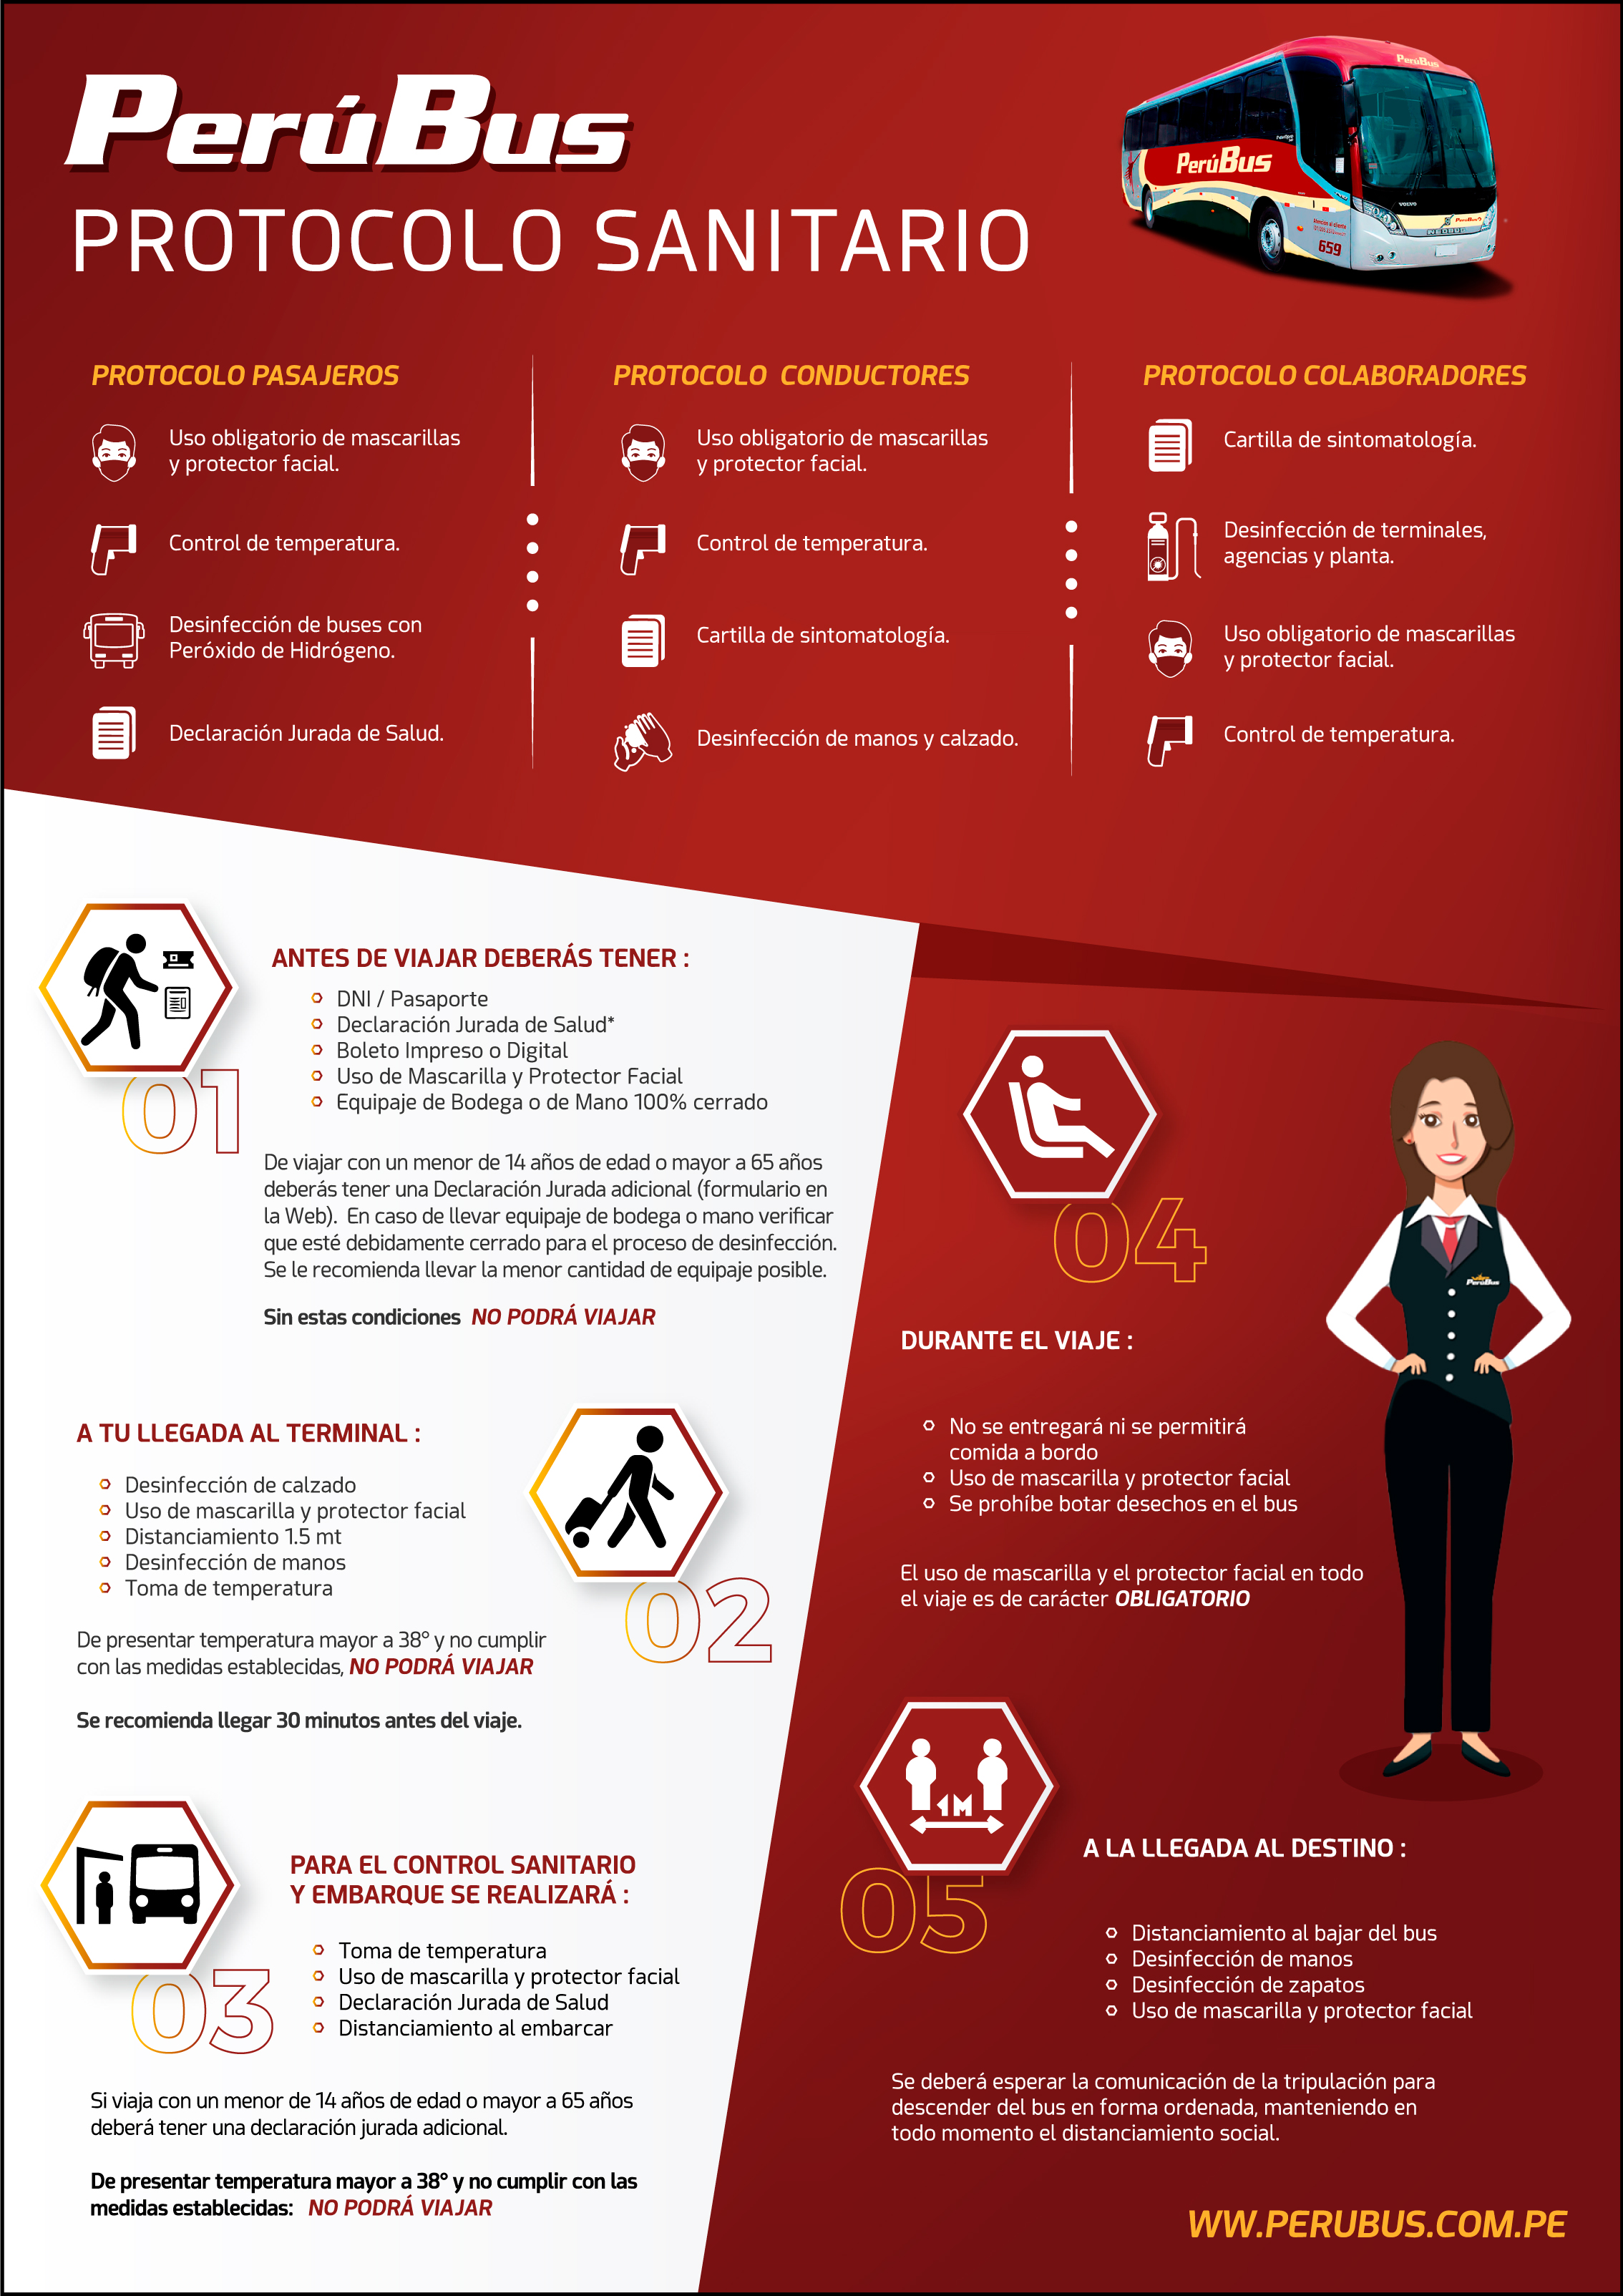 PerúBus
PROTOCOLO SANITARIO
PerúBus
PerúBus
VOLVO
PerúBus
NEOBUS
659
PROTOCOLO PASAJEROS
Uso obligatorio de mascarillas
y protector facial.
Control de temperatura.
Desinfección de buses con
Peróxido de Hidrógeno.
Declaración Jurada de Salud.
PROTOCOLO CONDUCTORES
Uso obligatorio de mascarillas
y protector facial.
Control de temperatura.
Cartilla de sintomatología.
Desinfección de manos y calzado.
PROTOCOLO COLABORADORES
Cartilla de sintomatología.
Desinfección de terminales,
agencias y planta.
Uso obligatorio de mascarillas
y protector facial.
Control de temperatura.
01
ANTES DE VIAJAR DEBERÁS TENER :
DNI / Pasaporte
Declaración Jurada de Salud*
Boleto Impreso o Digital
Uso de Mascarilla y Protector Facial
Equipaje de Bodega o de Mano 100% cerrado
De viajar con un menor de 14 años de edad o mayor a 65 años
deberás tener una Declaración Jurada adicional (formulario en
la Web). En caso de llevar equipaje de bodega o mano verificar
que esté debidamente cerrado para el proceso de desinfección.
Se le recomienda llevar la menor cantidad de equipaje posible.
Sin estas condiciones NO PODRÁ VIAJAR
A TU LLEGADA AL TERMINAL :
Desinfección de calzado
Uso de mascarilla y protector facial
Distanciamiento 1.5 mt
Desinfección de manos
Toma de temperatura
02
De presentar temperatura mayor a 38° y no cumplir
con las medidas establecidas, NO PODRÁ VIAJAR
Se recomienda llegar 30 minutos antes del viaje.
03
PARA EL CONTROL SANITARIO
Y EMBARQUE SE REALIZARÁ :
Toma de temperatura
Uso de mascarilla y protector facial
Declaración Jurada de Salud
Distanciamiento al embarcar
Si viaja con un menor de 14 años de edad o mayor a 65 años
deberá tener una declaración jurada adicional.
De presentar temperatura mayor a 38° y no cumplir con las
medidas establecidas: NO PODRÁ VIAJAR
04
PerúBus
DURANTE EL VIAJE :
No se entregará ni se permitirá
comida a bordo
Uso de mascarilla y protector facial
Se prohíbe botar desechos en el bus
El uso de mascarilla y el protector facial en todo
el viaje es de carácter OBLIGATORIO
1M
05
A LA LLEGADA AL DESTINO :
Distanciamiento al bajar del bus
Desinfección de manos
Desinfección de zapatos
Uso de mascarilla y protector facial
Se deberá esperar la comunicación de la tripulación para
descender del bus en forma ordenada, manteniendo en
todo momento el distanciamiento social.
WW.PERUBUS.COM.PE